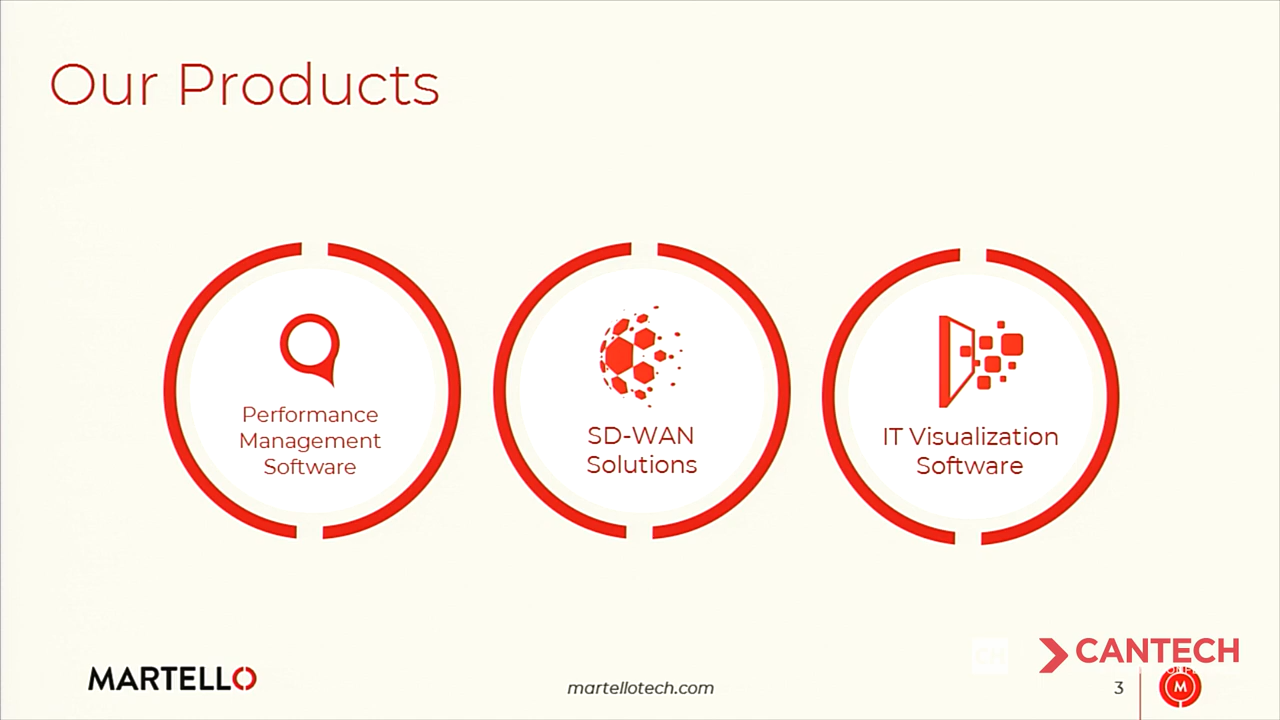 Our Products
Performance
Management
Software
SD-WAN
Solutions
IT Visualization
Software
MARTELLO
martellotech.com
3
CANTECH
M